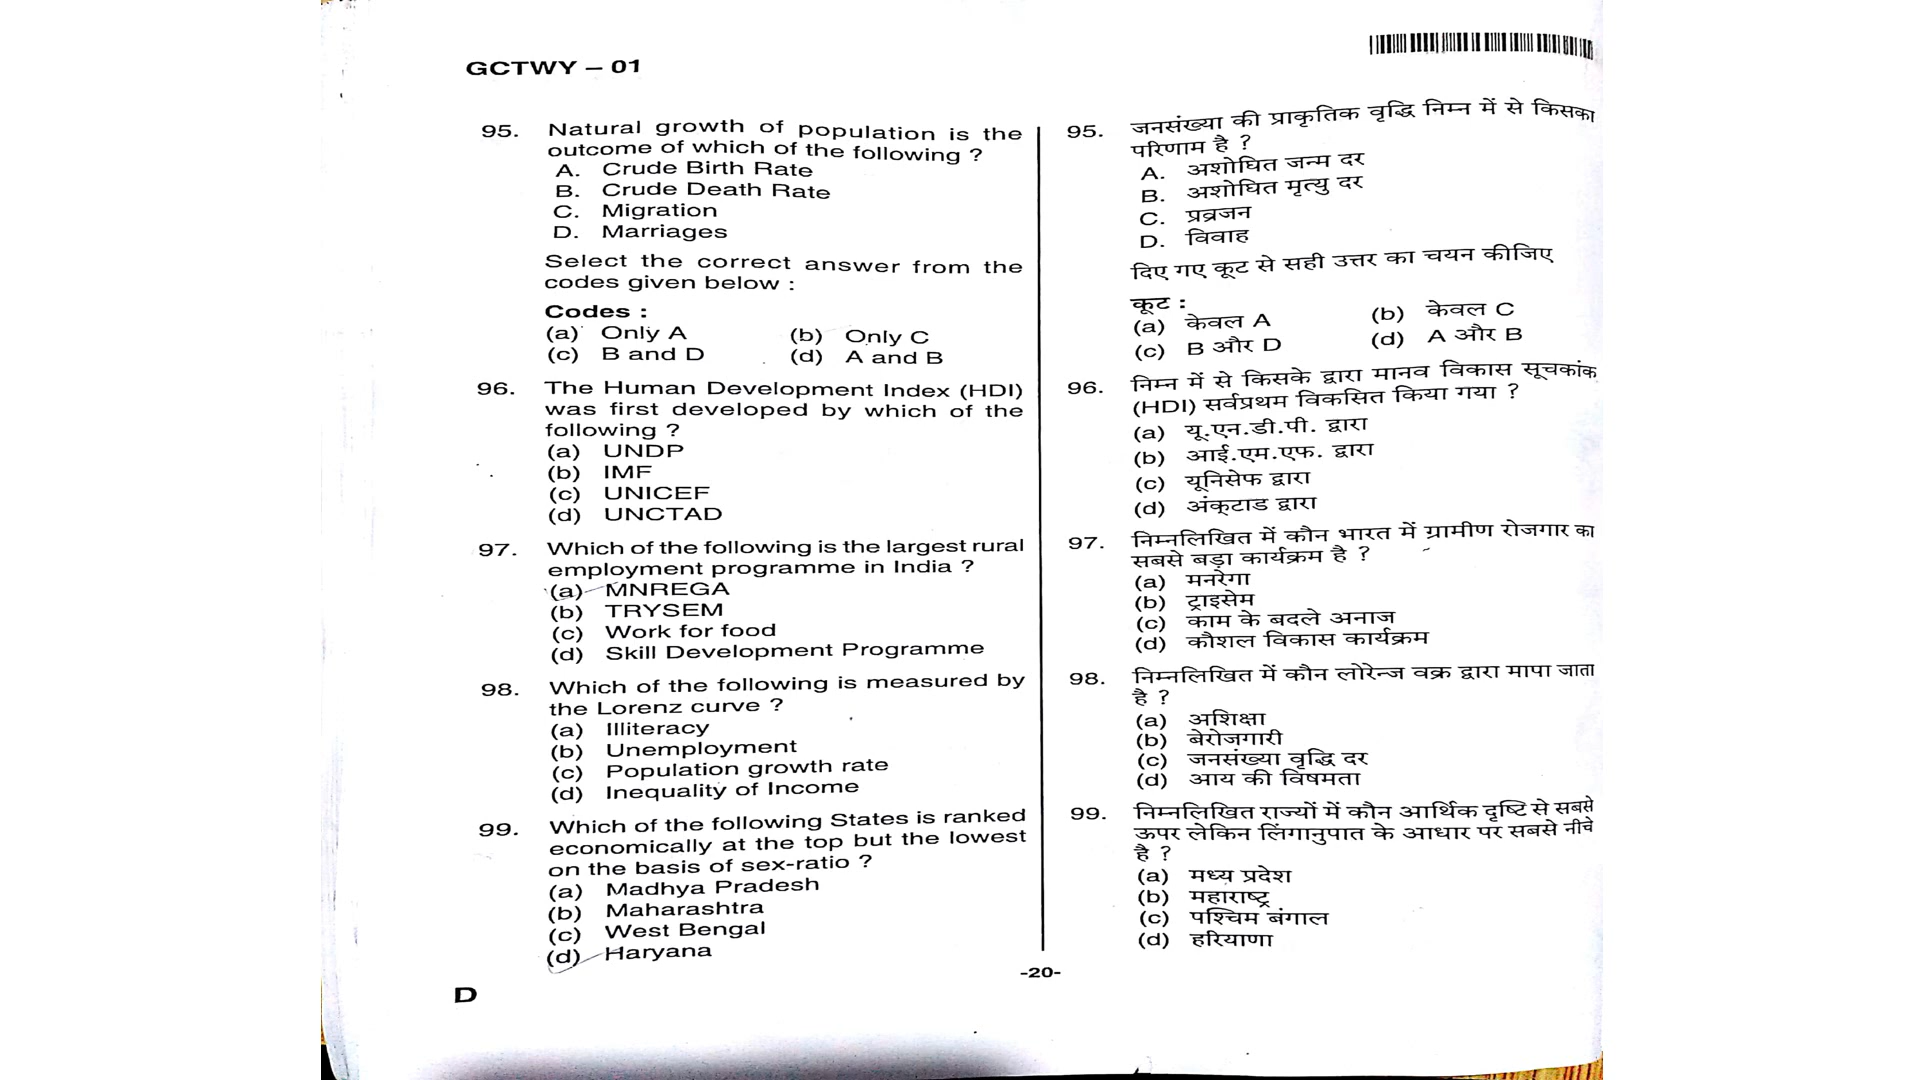 GCTWY – 01
95. Natural growth of population is the
outcome of which of the following ?
A. Crude Birth Rate
B. Crude Death Rate
C. Migration
D. Marriages
Select the correct answer from the
codes given below :
Codes :
(a) Only A (b) Only C
(c) B and D (d) A and B
96. The Human Development Index (HDI)
was first developed by which of the
following ?
(a) UNDP
(b) IMF
(c) UNICEF
(d) UNCTAD
97. Which of the following is the largest rural
employment programme in India ?
(a) MNREGA
(b) TRYSEM
(c) Work for food
(d) Skill Development Programme
98. Which of the following is measured by
the Lorenz curve ?
(a) Illiteracy
(b) Unemployment
(c) Population growth rate
(d) Inequality of Income
99. Which of the following States is ranked
economically at the top but the lowest
on the basis of sex-ratio ?
(a) Madhya Pradesh
(b) Maharashtra
(c) West Bengal
(d) Haryana
95. जनसंख्या की प्राकृतिक वृद्धि निम्न में से किसका
परिणाम है ?
A. अशोधित जन्म दर
B. अशोधित मृत्यु दर
C. प्रव्रजन
D. विवाह
दिए गए कूट से सही उत्तर का चयन कीजिए
कूट :
(a) केवल A (b) केवल C
(c) B और D (d) A और B
96. निम्न में से किसके द्वारा मानव विकास सूचकांक
(HDI) सर्वप्रथम विकसित किया गया ?
(a) यू.एन.डी.पी. द्वारा
(b) आई.एम.एफ. द्वारा
(c) यूनिसेफ द्वारा
(d) अंक्टाड द्वारा
97. निम्नलिखित में कौन भारत में ग्रामीण रोजगार का
सबसे बड़ा कार्यक्रम है ?
(a) मनरेगा
(b) ट्राइसेम
(c) काम के बदले अनाज
(d) कौशल विकास कार्यक्रम
98. निम्नलिखित में कौन लोरेन्ज वक्र द्वारा मापा जाता
है ?
(a) अशिक्षा
(b) बेरोज़गारी
(c) जनसंख्या वृद्धि दर
(d) आय की विषमता
99. निम्नलिखित राज्यों में कौन आर्थिक दृष्टि से सबसे
ऊपर लेकिन लिंगानुपात के आधार पर सबसे नीचे
है ?
(a) मध्य प्रदेश
(b) महाराष्ट्र
(c) पश्चिम बंगाल
(d) हरियाणा
-20-
D